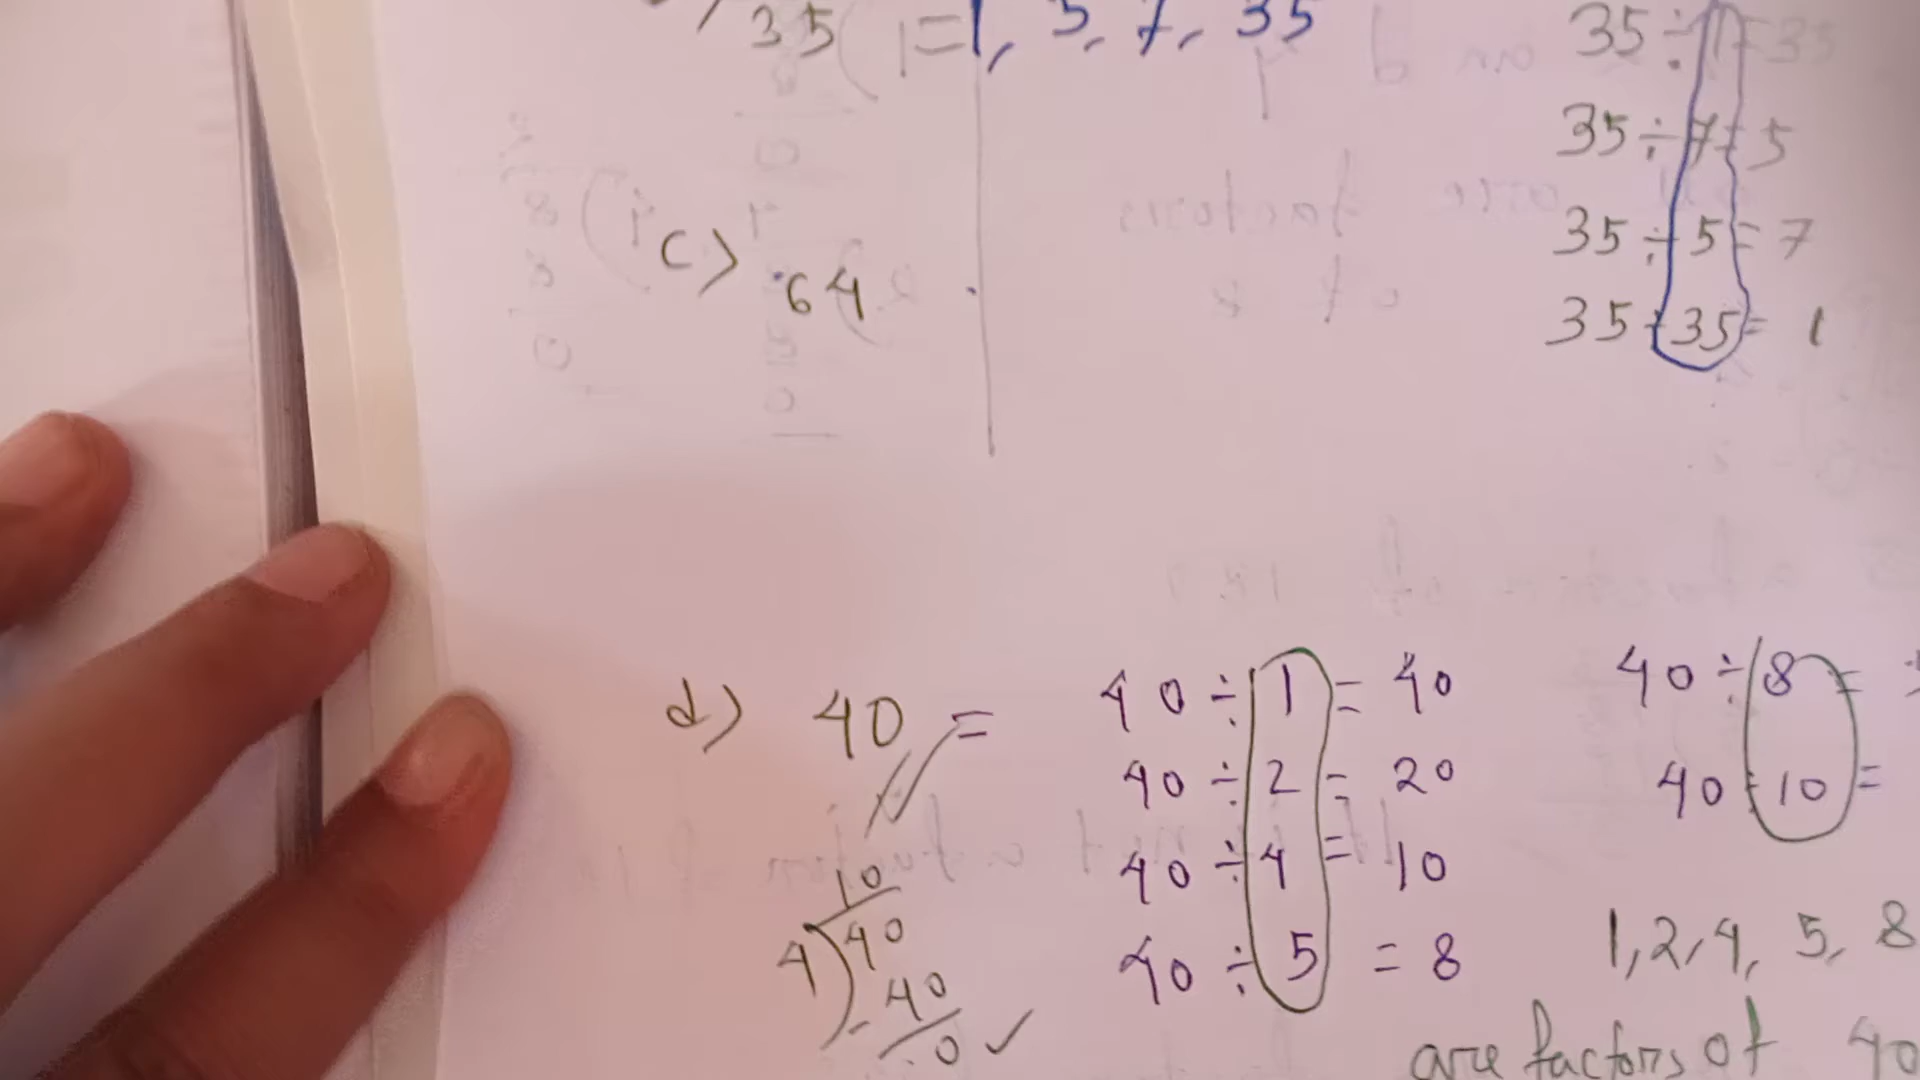 35 = 1, 5, 7, 35
35 ÷ 1 = 35
35 ÷ 7 = 5
35 ÷ 5 = 7
35 ÷ 35 = 1
c) 64
d) 40 =
40 ÷ 1 = 40
40 ÷ 2 = 20
40 ÷ 4 = 10
40 ÷ 5 = 8
40 ÷ 8 =
40 ÷ 10 =
10
4) 40
- 40
0 ✓
1, 2, 4, 5, 8
are factors of 40